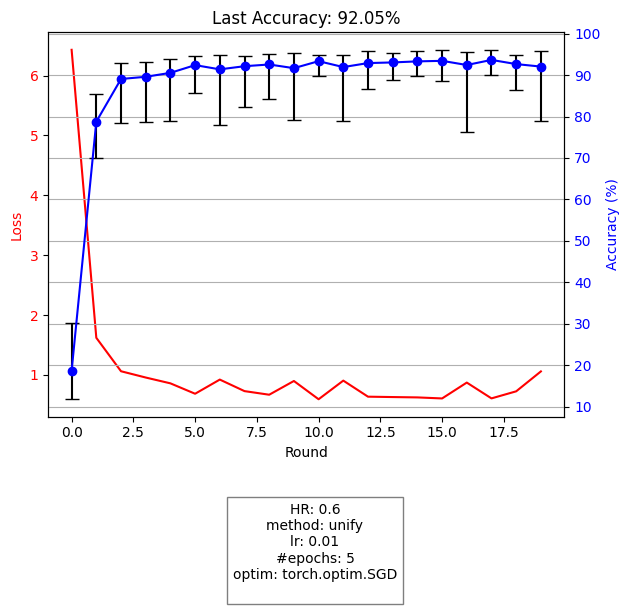 Last Accuracy: 92.05%
Loss
6
5
4
3
2
1
100
90
80
70
60
50
40
30
20
10
Accuracy (%)
0.0 2.5 5.0 7.5 10.0 12.5 15.0 17.5
Round
HR: 0.6
method: unify
lr: 0.01
#epochs: 5
optim: torch.optim.SGD